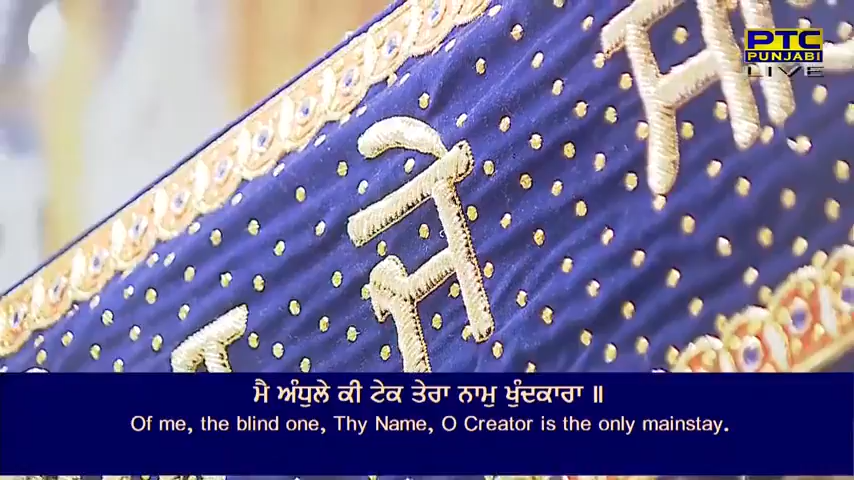 PTC
PUNJABI
LIVE
ਮੈ ਅੰਧੁਲੇ ਕੀ ਟੇਕ ਤੇਰਾ ਨਾਮੁ ਖੁੰਦਕਾਰਾ ॥
Of me, the blind one, Thy Name, O Creator is the only mainstay.